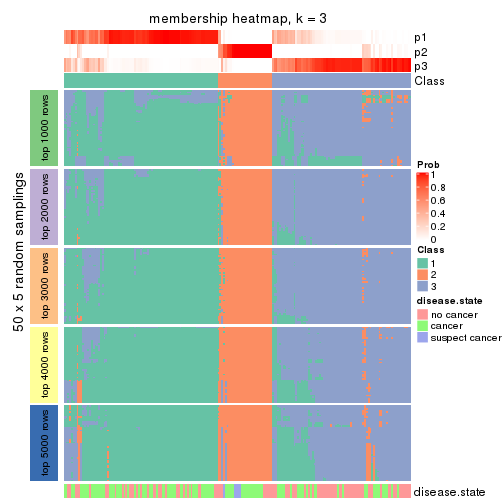 membership heatmap, k = 3
p1
p2
p3
Class
50 x 5 random samplings
top 1000 rows
top 2000 rows
top 3000 rows
top 4000 rows
top 5000 rows
Prob
1
0.8
0.6
0.4
0.2
0
Class
1
2
3
disease.state
no cancer
cancer
suspect cancer
disease.state